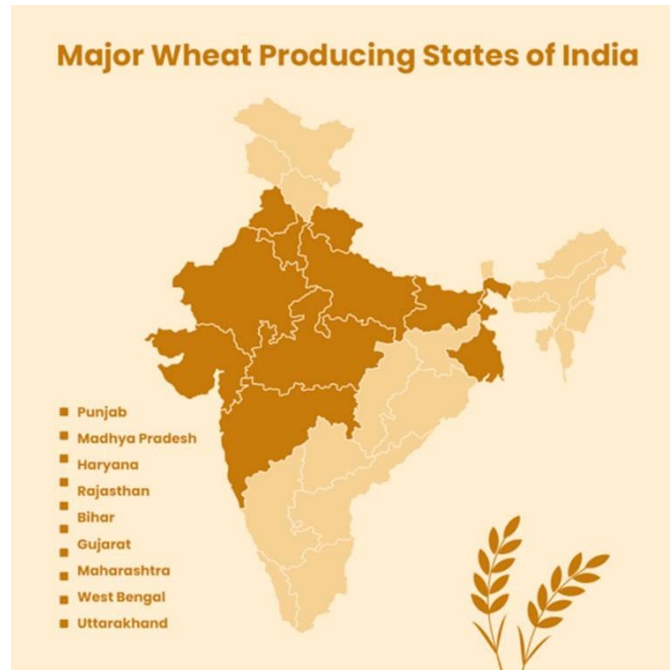 Major Wheat Producing States of India
Punjab
Madhya Pradesh
Haryana
Rajasthan
Bihar
Gujarat
Maharashtra
West Bengal
Uttarakhand